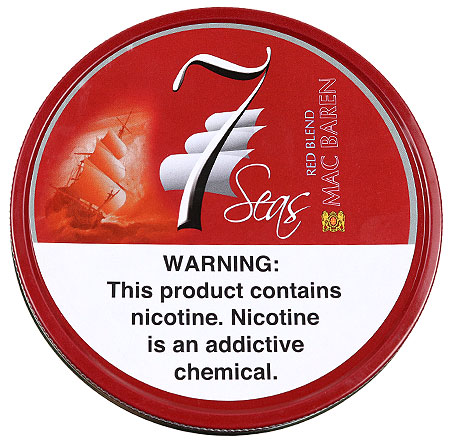 7
Seas
RED BLEND
MAC BAREN
WARNING:
This product contains
nicotine. Nicotine
is an addictive
chemical.